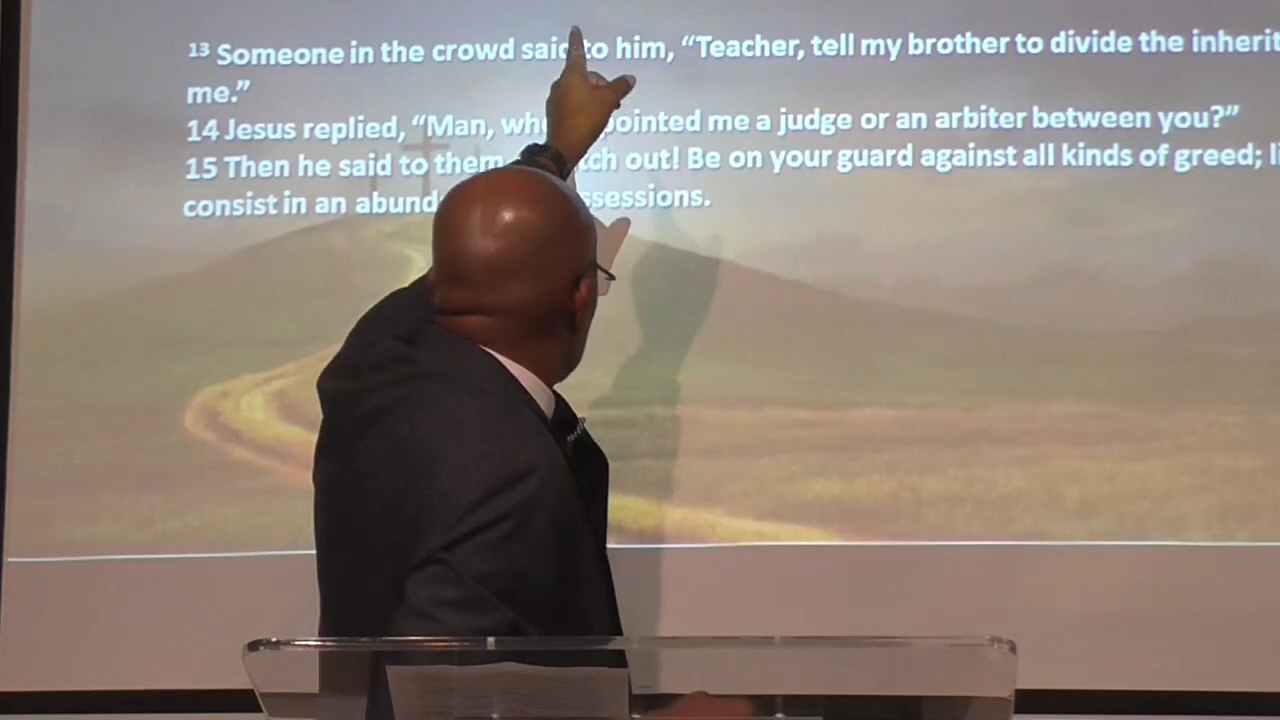 13 Someone in the crowd said to him, “Teacher, tell my brother to divide the inherit
me.”
14 Jesus replied, “Man, who pointed me a judge or an arbiter between you?”
15 Then he said to them tch out! Be on your guard against all kinds of greed; li
consist in an abund ssessions.